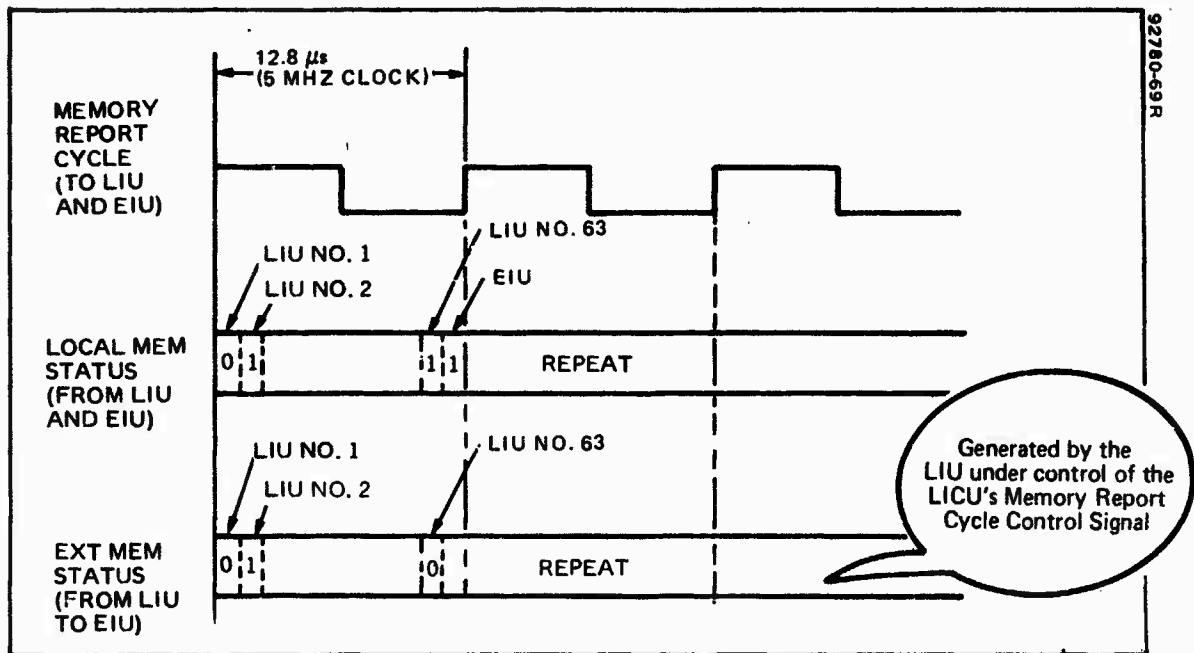 92780-69R
12.8 µs
(5 MHZ CLOCK)
MEMORY
REPORT
CYCLE
(TO LIU
AND EIU)
LIU NO. 1
LIU NO. 2
LIU NO. 63
EIU
LOCAL MEM
STATUS
(FROM LIU
AND EIU)
0 1 1 1 REPEAT
LIU NO. 1
LIU NO. 2
LIU NO. 63
EXT MEM
STATUS
(FROM LIU
TO EIU)
0 1 0 REPEAT
Generated by the
LIU under control of the
LICU's Memory Report
Cycle Control Signal